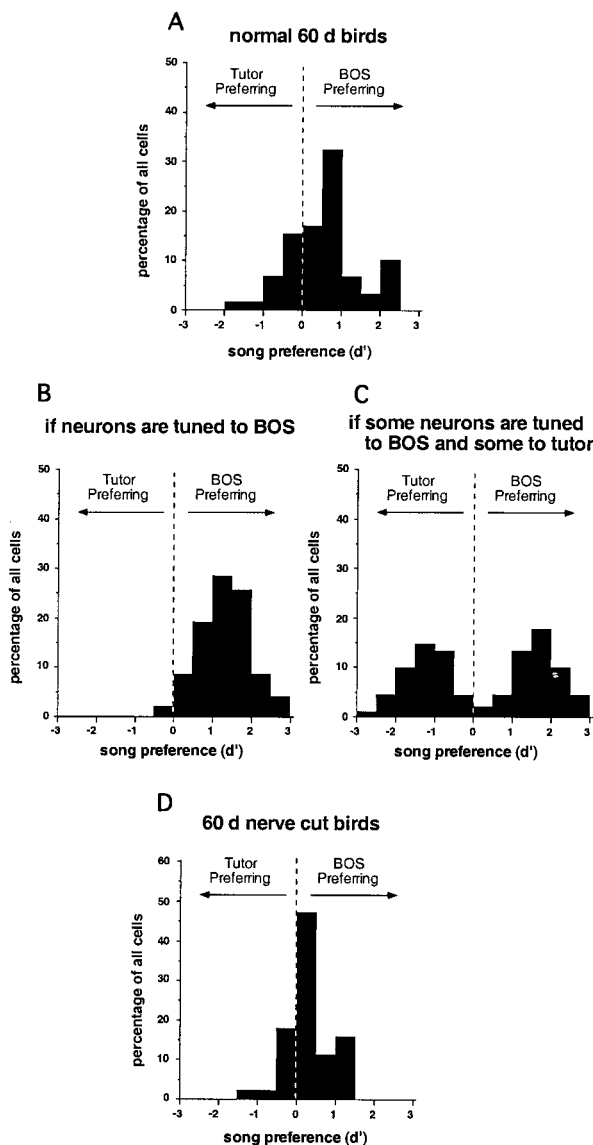 A
normal 60 d birds
Tutor Preferring
BOS Preferring
percentage of all cells
50
40
30
20
10
0
-3 -2 -1 0 1 2 3
song preference (d')
B
if neurons are tuned to BOS
Tutor Preferring
BOS Preferring
percentage of all cells
50
40
30
20
10
0
-3 -2 -1 0 1 2 3
song preference (d')
C
if some neurons are tuned
to BOS and some to tutor
Tutor Preferring
BOS Preferring
percentage of all cells
50
40
30
20
10
0
-3 -2 -1 0 1 2 3
song preference (d')
D
60 d nerve cut birds
Tutor Preferring
BOS Preferring
percentage of all cells
60
50
40
30
20
10
0
-3 -2 -1 0 1 2 3
song preference (d')